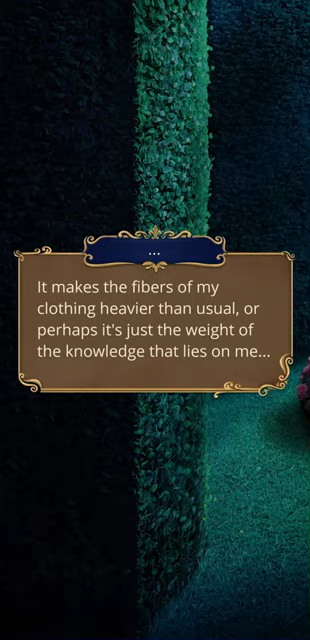 ...
It makes the fibers of my
clothing heavier than usual, or
perhaps it's just the weight of
the knowledge that lies on me...